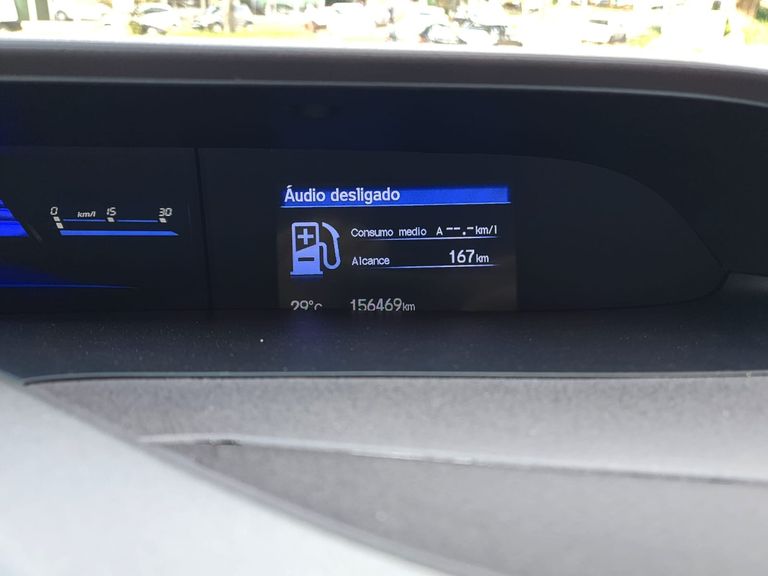 0 km/l 15 30
Áudio desligado
Consumo medio A --.- km/l
Alcance 167 km
29°C 156469 km